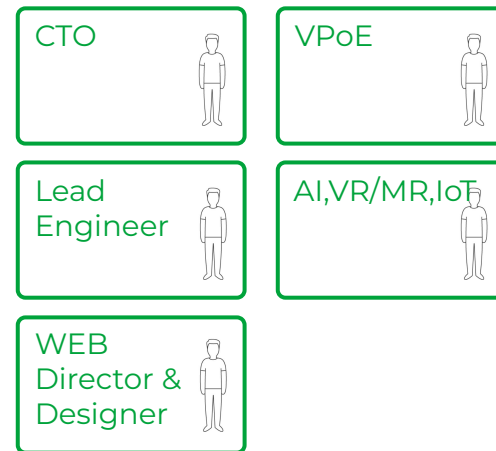 CTO
VPoE
Lead
Engineer
AI,VR/MR,IoT
WEB
Director &
Designer